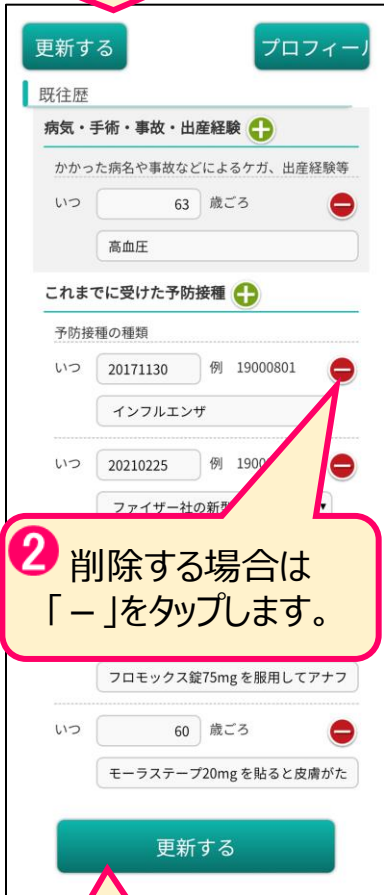 更新する
プロフィー
既往歴
病気・手術・事故・出産経験
かかった病名や事故などによるケガ、出産経験等
いつ 63 歳ごろ
高血圧
これまでに受けた予防接種
予防接種の種類
いつ 20171130 例 19000801
インフルエンザ
いつ 20210225 例 1900
ファイザー社の新
2 削除する場合は
「－」をタップします。
フロモックス錠75mg を服用してアナフ
いつ 60 歳ごろ
モーラステープ20mg を貼ると皮膚がた
更新する